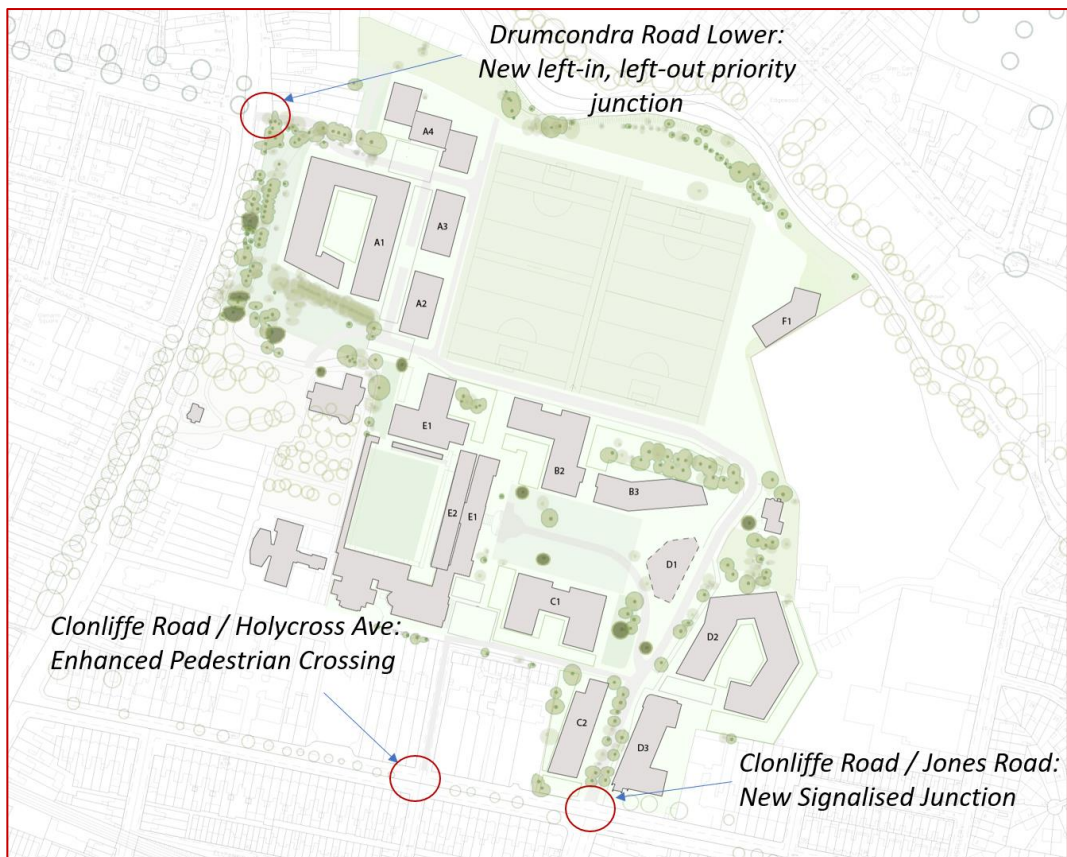 Drumcondra Road Lower:
New left-in, left-out priority
junction
A4
A1
A3
A2
F1
E1
B2
B3
E2
E1
D1
C1
D2
Clonliffe Road / Holycross Ave:
Enhanced Pedestrian Crossing
C2
D3
Clonliffe Road / Jones Road:
New Signalised Junction